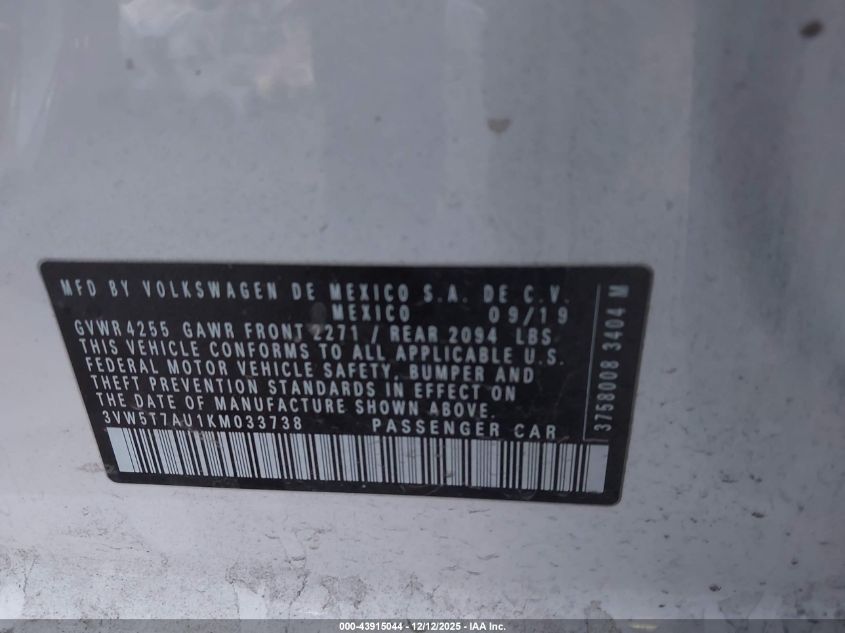 MFD BY VOLKSWAGEN DE MEXICO S.A. DE C.V.
MEXICO 09/19
GVWR 4255 GAWR FRONT 2271 / REAR 2094 LBS
THIS VEHICLE CONFORMS TO ALL APPLICABLE U.S.
FEDERAL MOTOR VEHICLE SAFETY, BUMPER AND
THEFT PREVENTION STANDARDS IN EFFECT ON
THE DATE OF MANUFACTURE SHOWN ABOVE.
3VW5T7AU1KM033738 PASSENGER CAR
3758008 3404 M
000-43915044 - 12/12/2025 - IAA Inc.